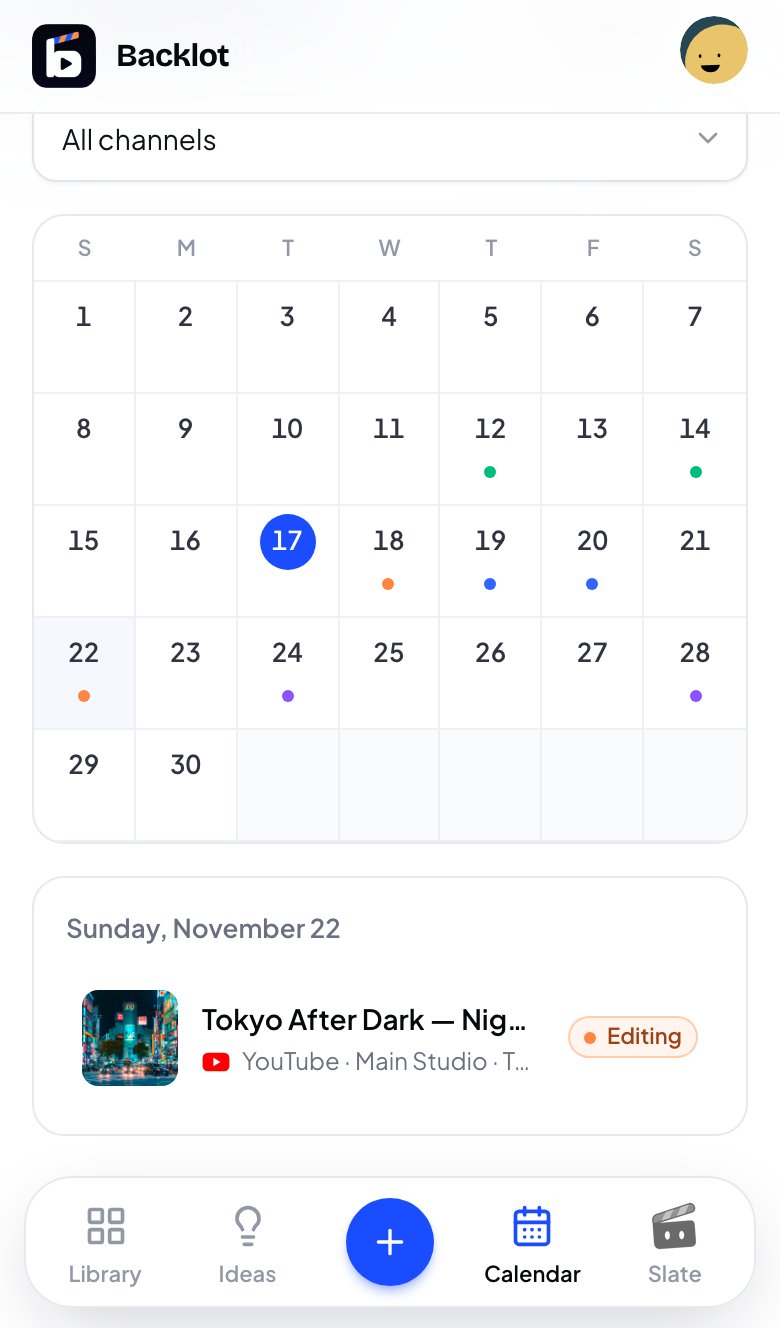 Backlot
All channels
S M T W T F S
1 2 3 4 5 6 7
8 9 10 11 12 13 14
15 16 17 18 19 20 21
22 23 24 25 26 27 28
29 30
Sunday, November 22
Tokyo After Dark — Nig...
YouTube · Main Studio · T...
Editing
Library Ideas + Calendar Slate